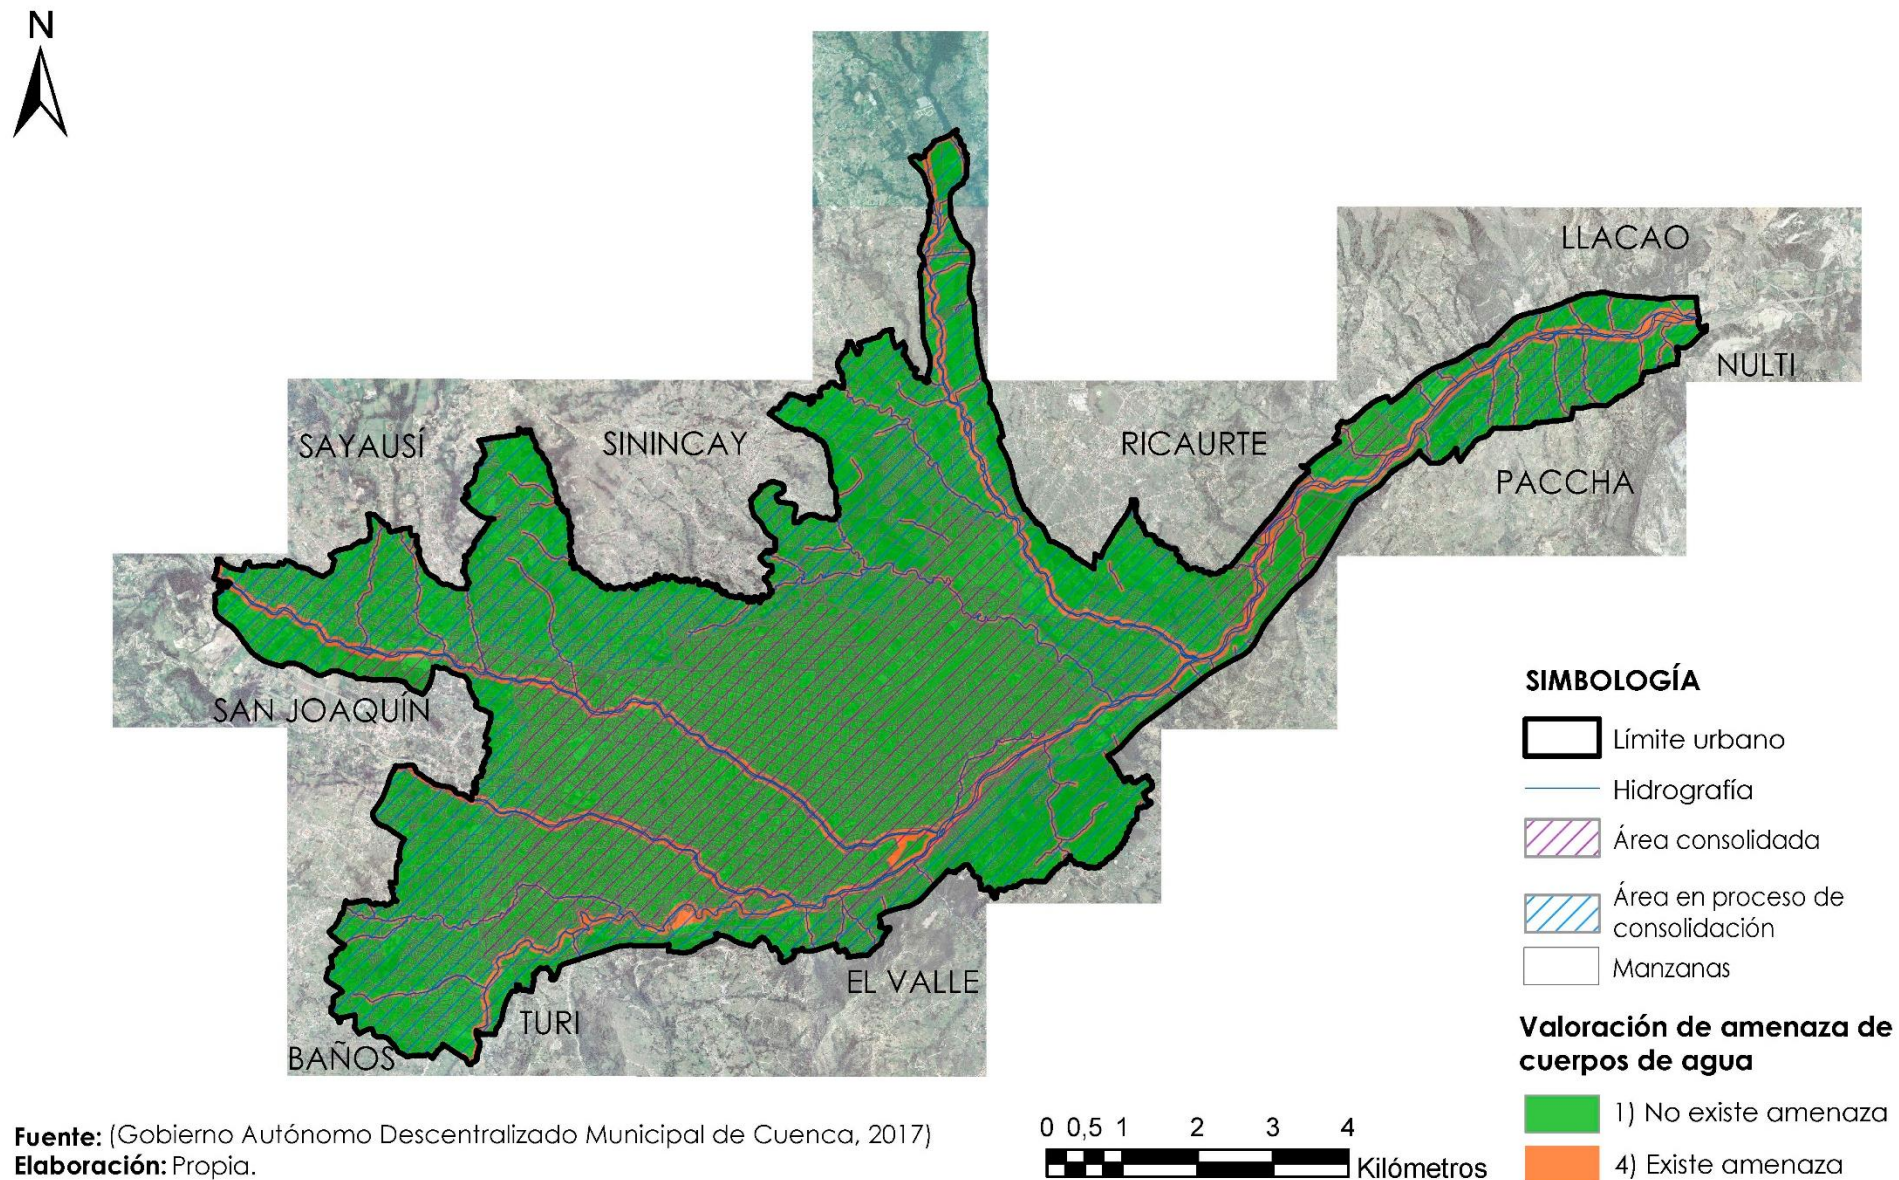 N
LLACAO
NULTI
SAYAUSÍ
SININCAY
RICAURTE
PACCHA
SAN JOAQUÍN
EL VALLE
TURI
BAÑOS
SIMBOLOGÍA
Límite urbano
Hidrografía
Área consolidada
Área en proceso de
consolidación
Manzanas
Valoración de amenaza de
cuerpos de agua
1) No existe amenaza
4) Existe amenaza
0 0,5 1 2 3 4
Kilómetros
Fuente: (Gobierno Autónomo Descentralizado Municipal de Cuenca, 2017)
Elaboración: Propia.